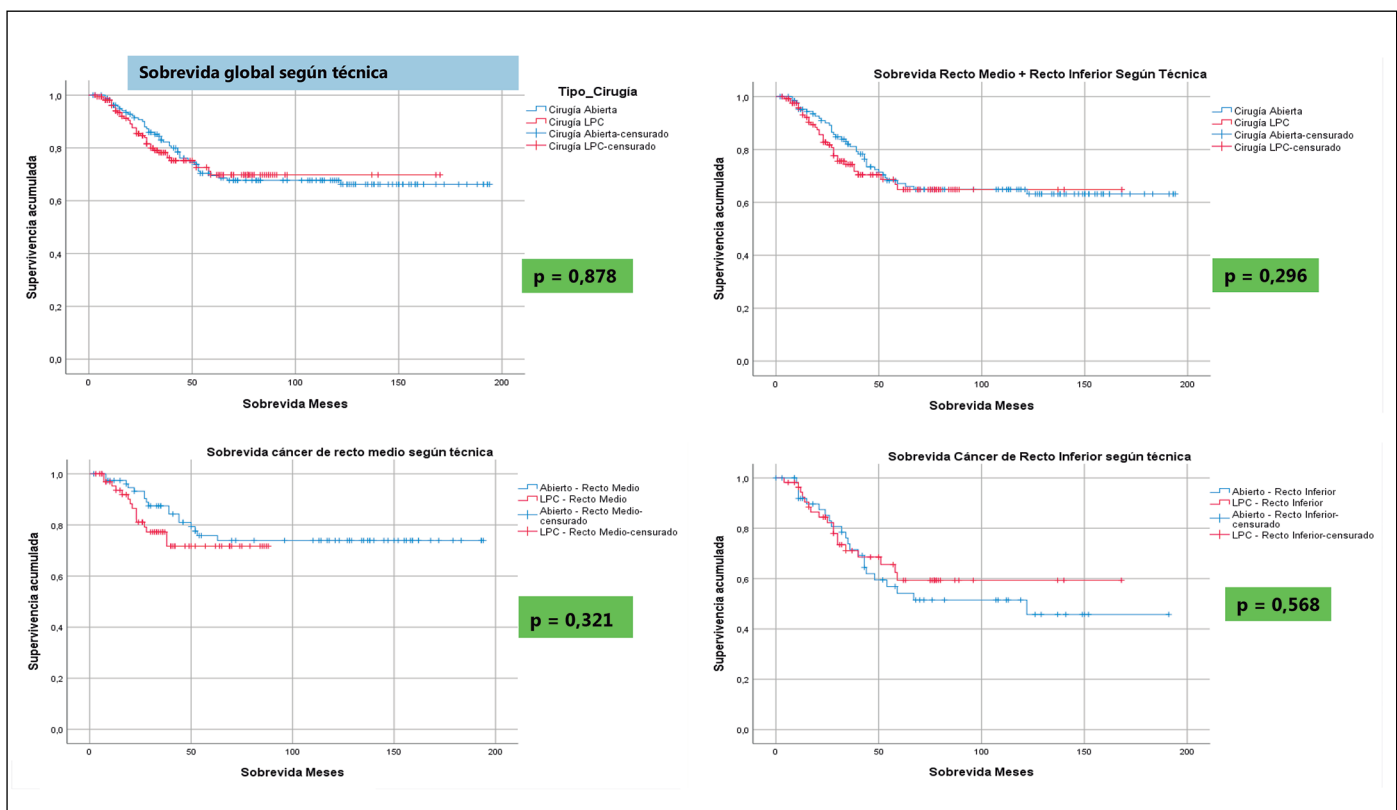 Sobrevida global según técnica
Supervivencia acumulada
1,0
0,8
0,6
0,4
0,2
0,0
0
50
100
150
200
Sobrevida Meses
Tipo_Cirugía
Cirugía Abierta
Cirugía LPC
Cirugía Abierta-censurado
Cirugía LPC-censurado
p = 0,878
Sobrevida Recto Medio + Recto Inferior Según Técnica
Supervivencia acumulada
1,0
0,8
0,6
0,4
0,2
0,0
0
50
100
150
200
Sobrevida Meses
Cirugía Abierta
Cirugía LPC
Cirugía Abierta-censurado
Cirugía LPC-censurado
p = 0,296
Sobrevida cáncer de recto medio según técnica
Supervivencia acumulada
1,0
0,8
0,6
0,4
0,2
0,0
0
50
100
150
200
Sobrevida Meses
Abierto - Recto Medio
LPC - Recto Medio
Abierto - Recto Medio-
censurado
LPC - Recto Medio-censurado
p = 0,321
Sobrevida Cáncer de Recto Inferior según técnica
Supervivencia acumulada
1,0
0,8
0,6
0,4
0,2
0,0
0
50
100
150
200
Sobrevida Meses
Abierto - Recto Inferior
LPC - Recto Inferior
Abierto - Recto Inferior-
censurado
LPC - Recto Inferior-censurado
p = 0,568